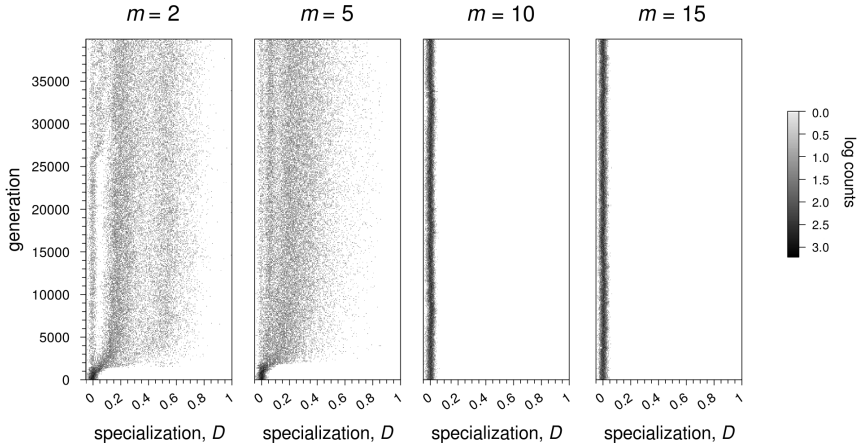 m = 2
m = 5
m = 10
m = 15
generation
35000
30000
25000
20000
15000
10000
5000
0
0 0.2 0.4 0.6 0.8 1
0 0.2 0.4 0.6 0.8 1
0 0.2 0.4 0.6 0.8 1
0 0.2 0.4 0.6 0.8 1
specialization, D
specialization, D
specialization, D
specialization, D
0.0
0.5
1.0
1.5
2.0
2.5
3.0
log counts